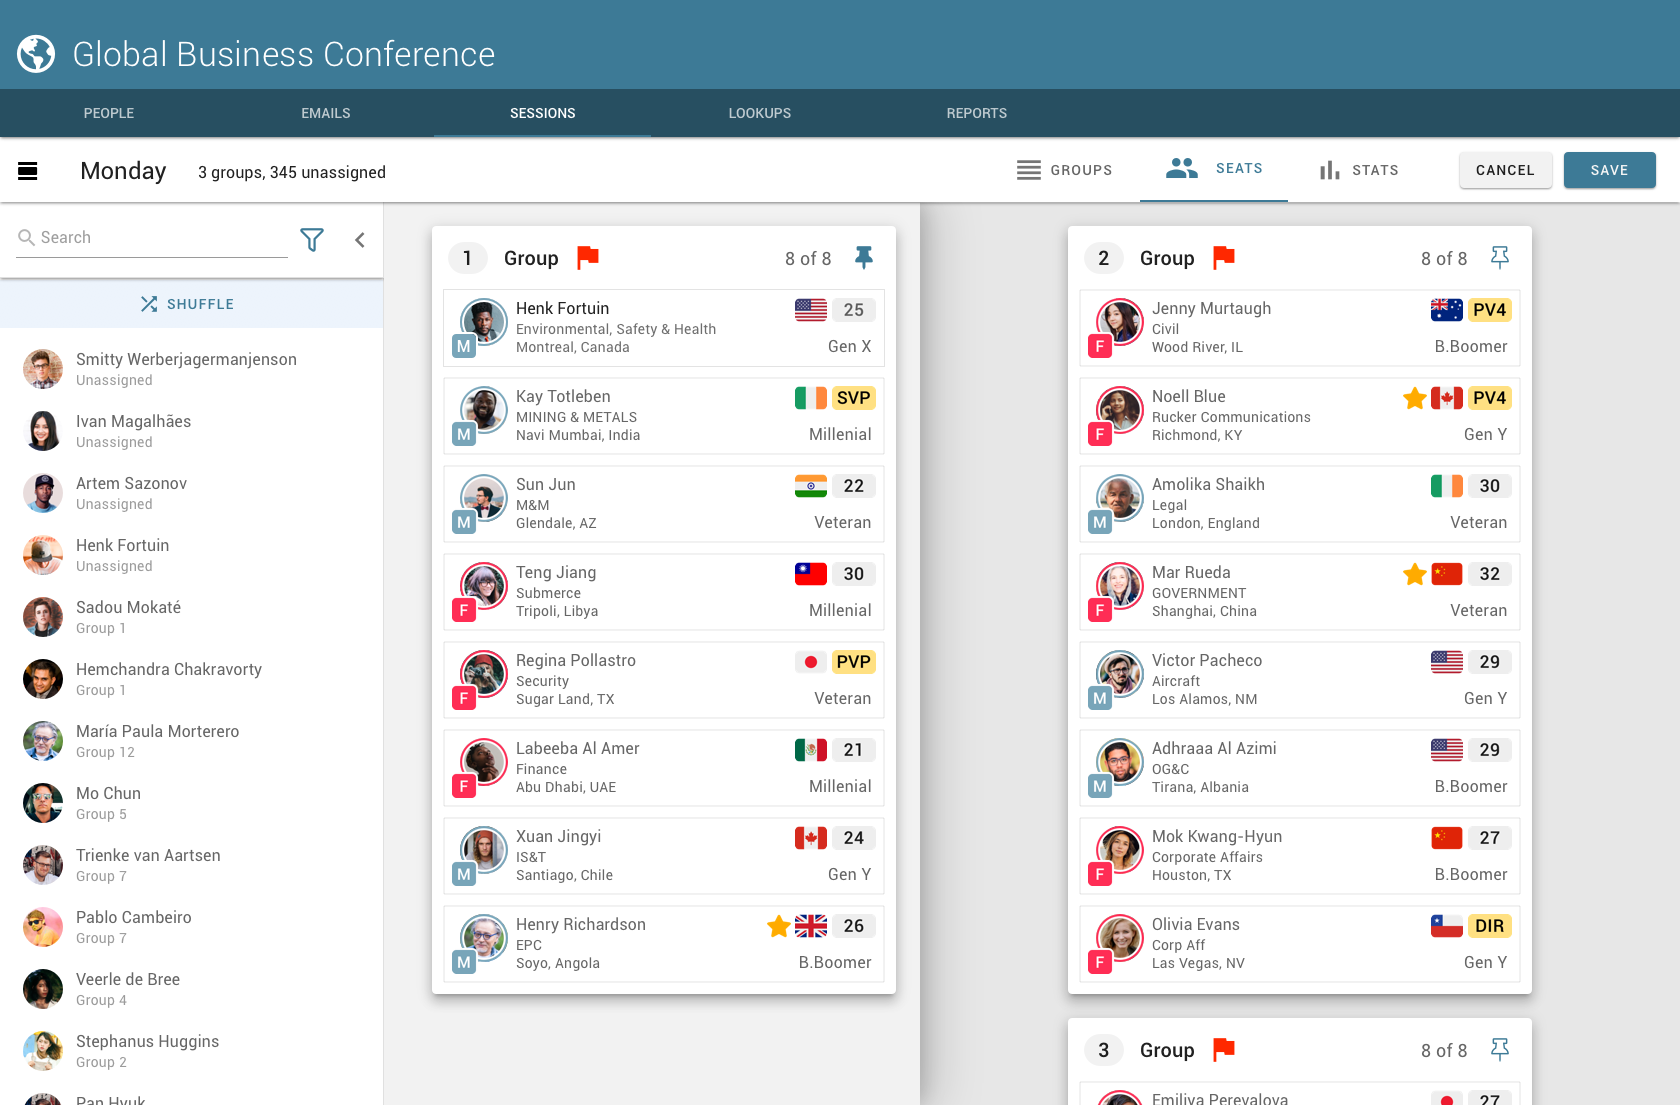 Global Business Conference
PEOPLE
EMAILS
SESSIONS
LOOKUPS
REPORTS
Monday
3 groups, 345 unassigned
GROUPS
SEATS
STATS
CANCEL
SAVE
Search
SHUFFLE
Smitty Werberjagermanjenson
Unassigned
Ivan Magalhães
Unassigned
Artem Sazonov
Unassigned
Henk Fortuin
Unassigned
Sadou Mokaté
Group 1
Hemchandra Chakravorty
Group 1
María Paula Morterero
Group 12
Mo Chun
Group 5
Trienke van Aartsen
Group 7
Pablo Cambeiro
Group 7
Veerle de Bree
Group 4
Stephanus Huggins
Group 2
Pan Hyuk
1 Group 8 of 8
Henk Fortuin 25
Environmental, Safety & Health
M Montreal, Canada Gen X
Kay Totleben SVP
MINING & METALS
M Navi Mumbai, India Millenial
Sun Jun 22
M&M
M Glendale, AZ Veteran
Teng Jiang 30
Submerce
F Tripoli, Libya Millenial
Regina Pollastro PVP
Security
F Sugar Land, TX Veteran
Labeeba Al Amer 21
Finance
F Abu Dhabi, UAE Millenial
Xuan Jingyi 24
IS&T
M Santiago, Chile Gen Y
Henry Richardson 26
EPC
M Soyo, Angola B.Boomer
2 Group 8 of 8
Jenny Murtaugh PV4
Civil
F Wood River, IL B.Boomer
Noell Blue PV4
Rucker Communications
F Richmond, KY Gen Y
Amolika Shaikh 30
Legal
M London, England Veteran
Mar Rueda 32
GOVERNMENT
F Shanghai, China Veteran
Victor Pacheco 29
Aircraft
M Los Alamos, NM Gen Y
Adhraaa Al Azimi 29
OG&C
M Tirana, Albania B.Boomer
Mok Kwang-Hyun 27
Corporate Affairs
F Houston, TX B.Boomer
Olivia Evans DIR
Corp Aff
F Las Vegas, NV Gen Y
3 Group 8 of 8
Emiliya Perevalova 27